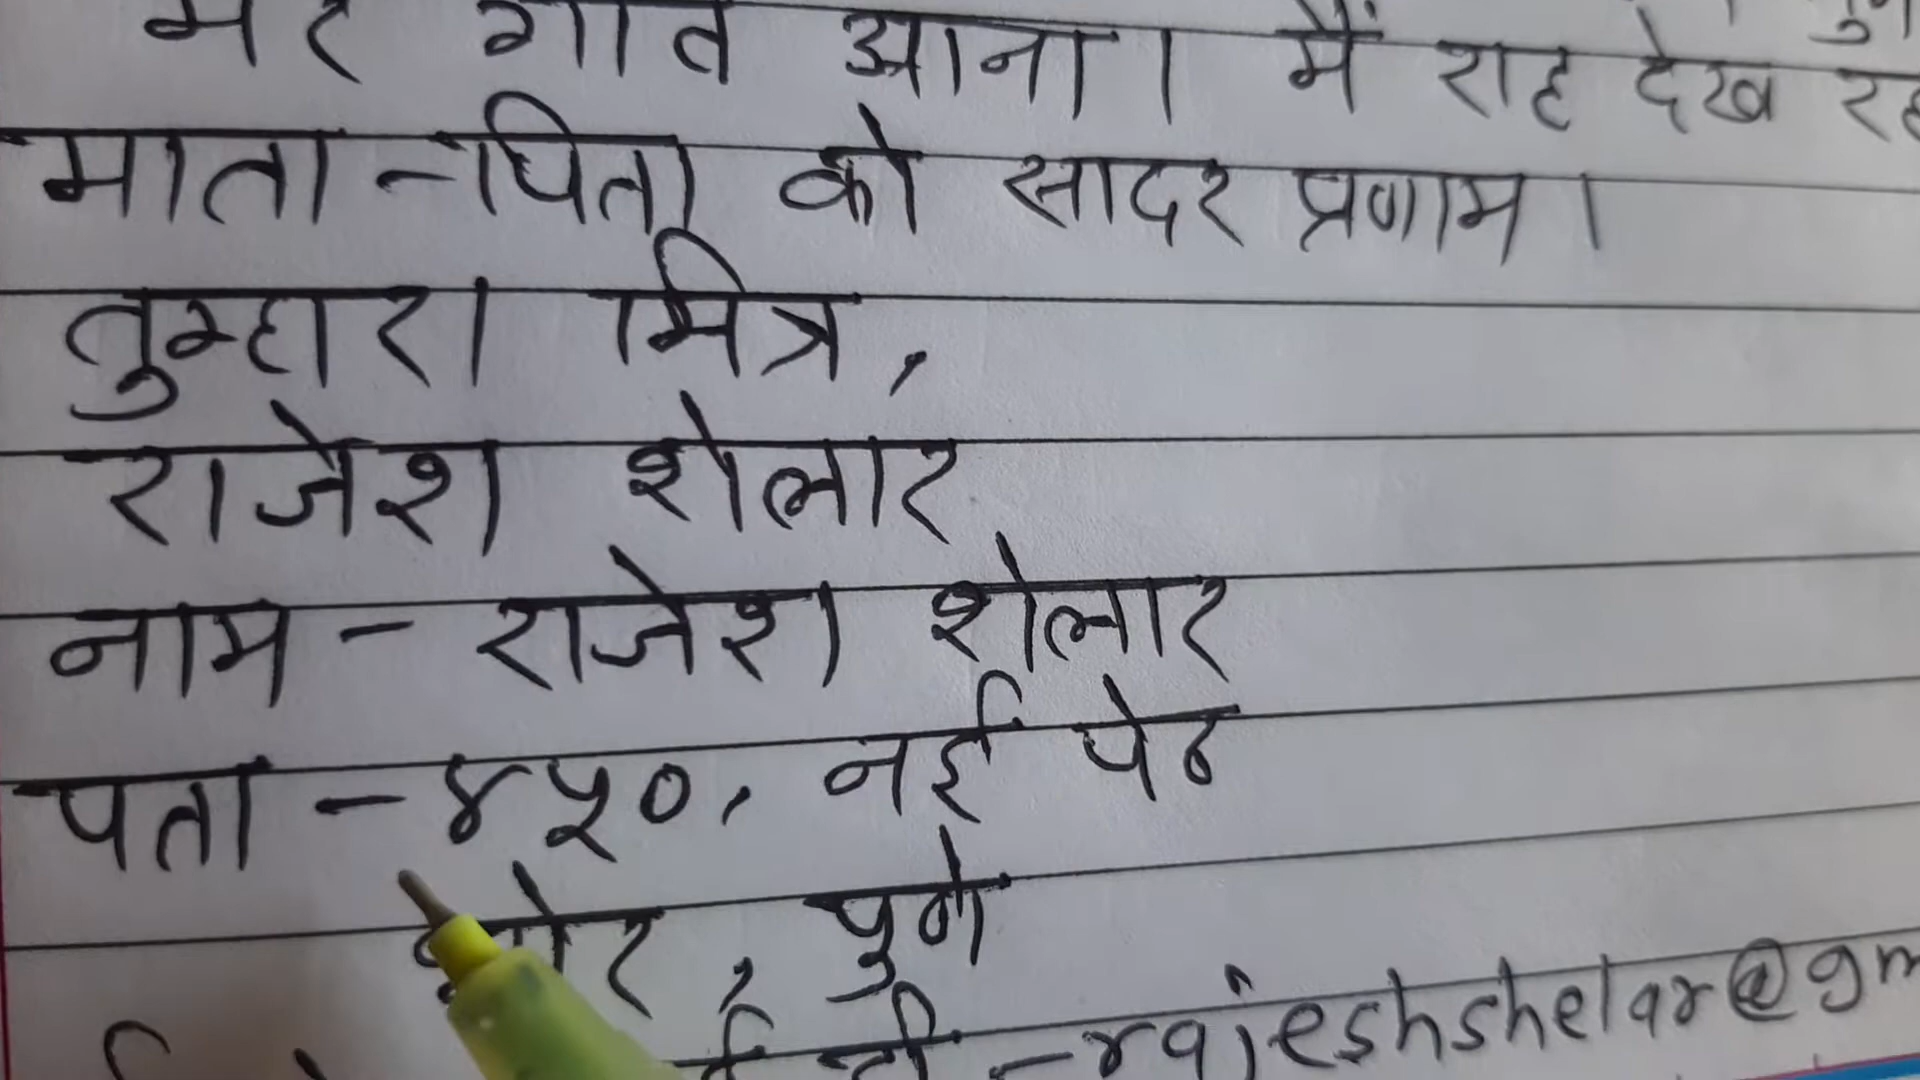 मेरे गाव आना। मैं राह देख रह
माता-पिता को सादर प्रणाम।
तुम्हारा मित्र,
राजेश शेलार
नाम - राजेश शेलार
पता - ४५०, नई पेठ
पुणे
ई - rajeshshelar@gm